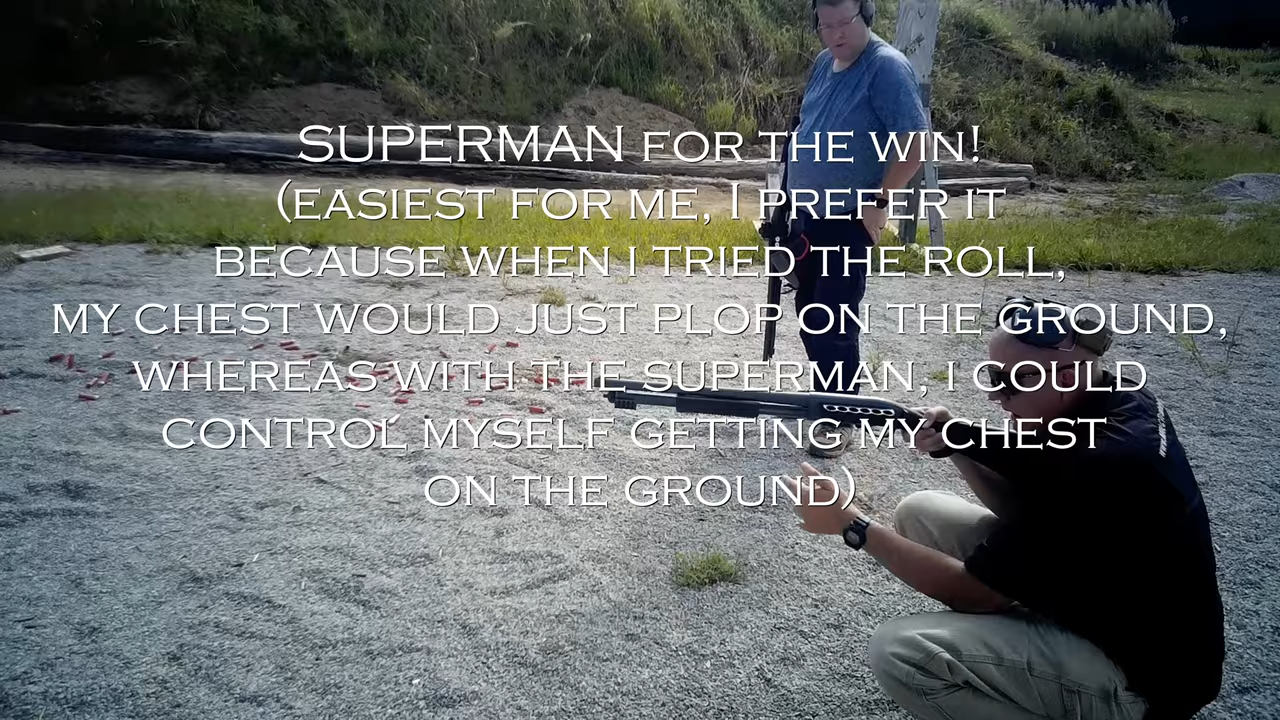 SUPERMAN FOR THE WIN!
(EASIEST FOR ME, I PREFER IT
BECAUSE WHEN I TRIED THE ROLL,
MY CHEST WOULD JUST PLOP ON THE GROUND,
WHEREAS WITH THE SUPERMAN, I COULD
CONTROL MYSELF GETTING MY CHEST
ON THE GROUND)